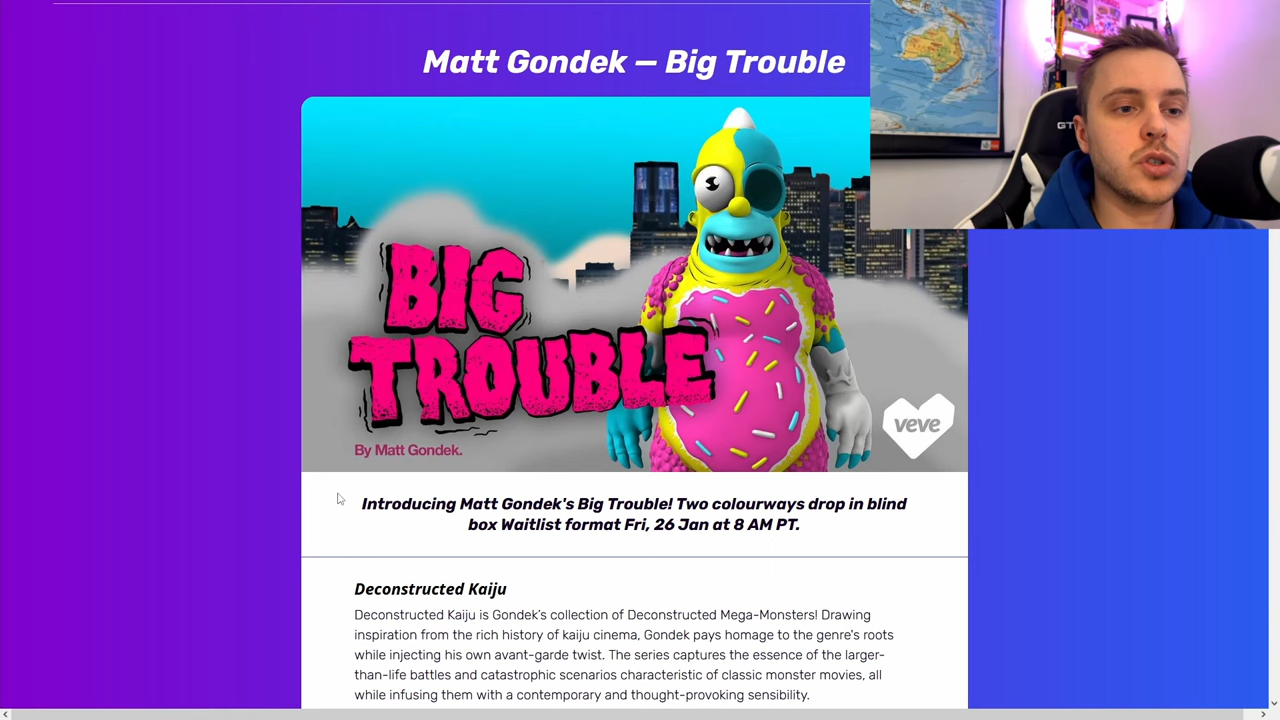 Matt Gondek — Big Trouble
GT
BIG
TROUBLE
By Matt Gondek.
veve
Introducing Matt Gondek's Big Trouble! Two colourways drop in blind
box Waitlist format Fri, 26 Jan at 8 AM PT.
Deconstructed Kaiju
Deconstructed Kaiju is Gondek’s collection of Deconstructed Mega-Monsters! Drawing
inspiration from the rich history of kaiju cinema, Gondek pays homage to the genre's roots
while injecting his own avant-garde twist. The series captures the essence of the larger-
than-life battles and catastrophic scenarios characteristic of classic monster movies, all
while infusing them with a contemporary and thought-provoking sensibility.